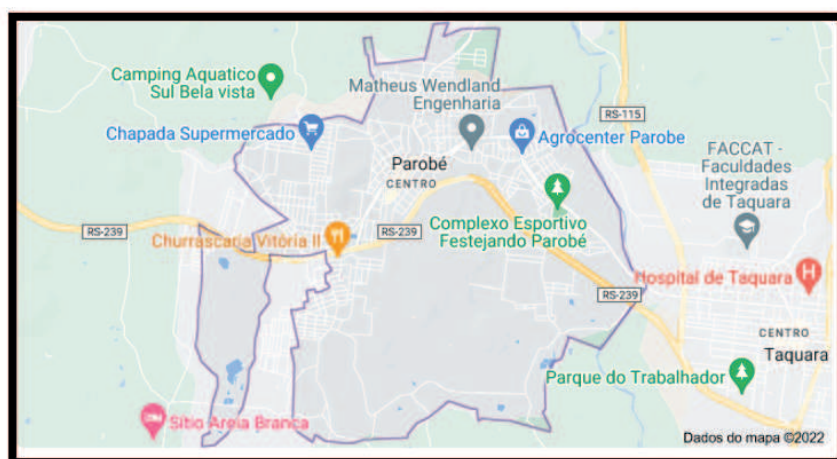 Camping Aquatico
Sul Bela vista
Matheus Wendland
Engenharia
RS-115
Chapada Supermercado
Agrocenter Parobe
FACCAT -
Faculdades
Integradas
de Taquara
Parobé
CENTRO
Complexo Esportivo
Festejando Parobé
RS-239
Churrascaria Vitória II
RS-239
Hospital de Taquara
RS-239
CENTRO
Taquara
Parque do Trabalhador
Sítio Areia Branca
Dados do mapa ©2022